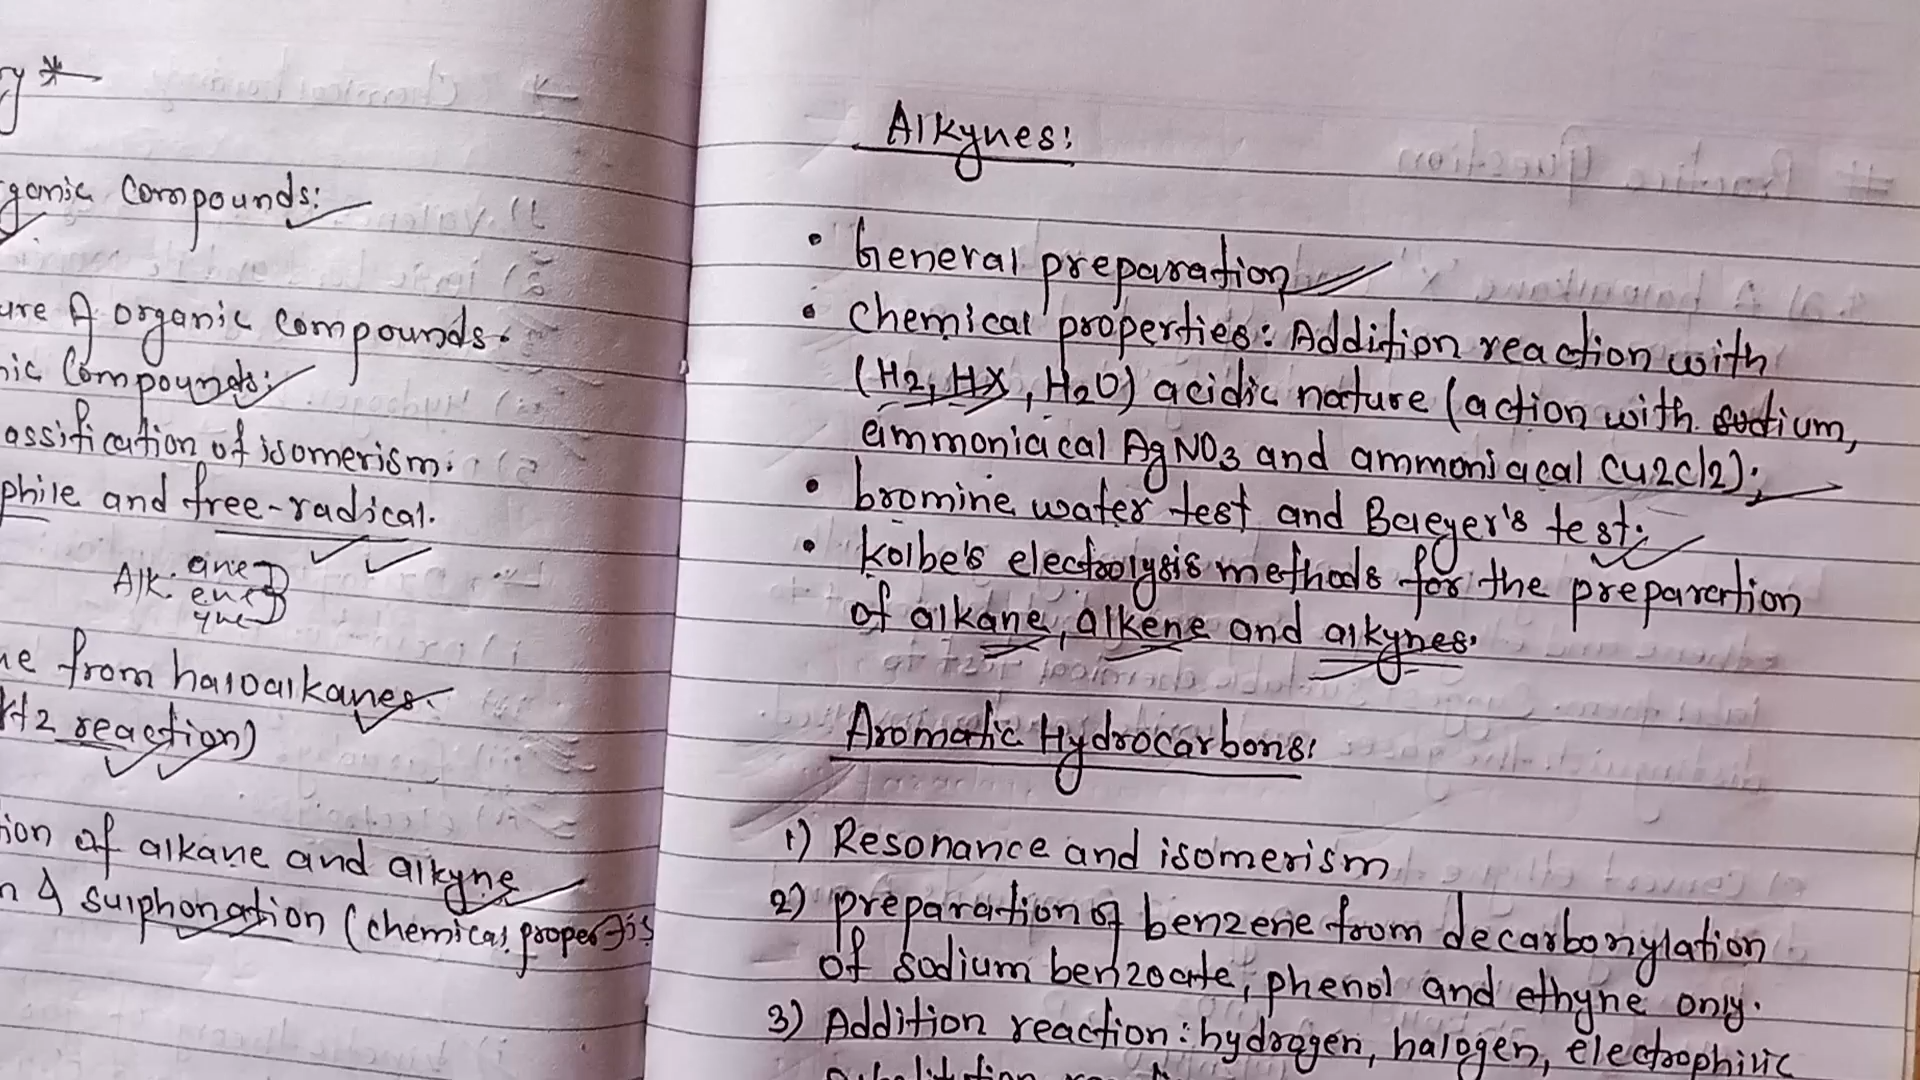 ganic Compounds:
ure of organic compounds.
nic Compounds:
assification of isomerism.
phile and free-radical.
Alk. ane
ene
yne
ne from haloalkanes.
H2 reaction)
tion of alkane and alkyne
n & sulphonation (chemical properties
Alkynes:
• General preparation
• Chemical properties: Addition reaction with
(H2, HX, H2O) acidic nature (action with sodium,
ammoniacal AgNO3 and ammoniacal Cu2Cl2);
• bromine water test and Baeyer's test;
• Kolbe's electrolysis methods for the preparation
of alkane, alkene and alkynes.
Aromatic Hydrocarbons:
1) Resonance and isomerism
2) preparation of benzene from decarbonylation
of sodium benzoate, phenol and ethyne only.
3) Addition reaction: hydrogen, halogen, electrophilic